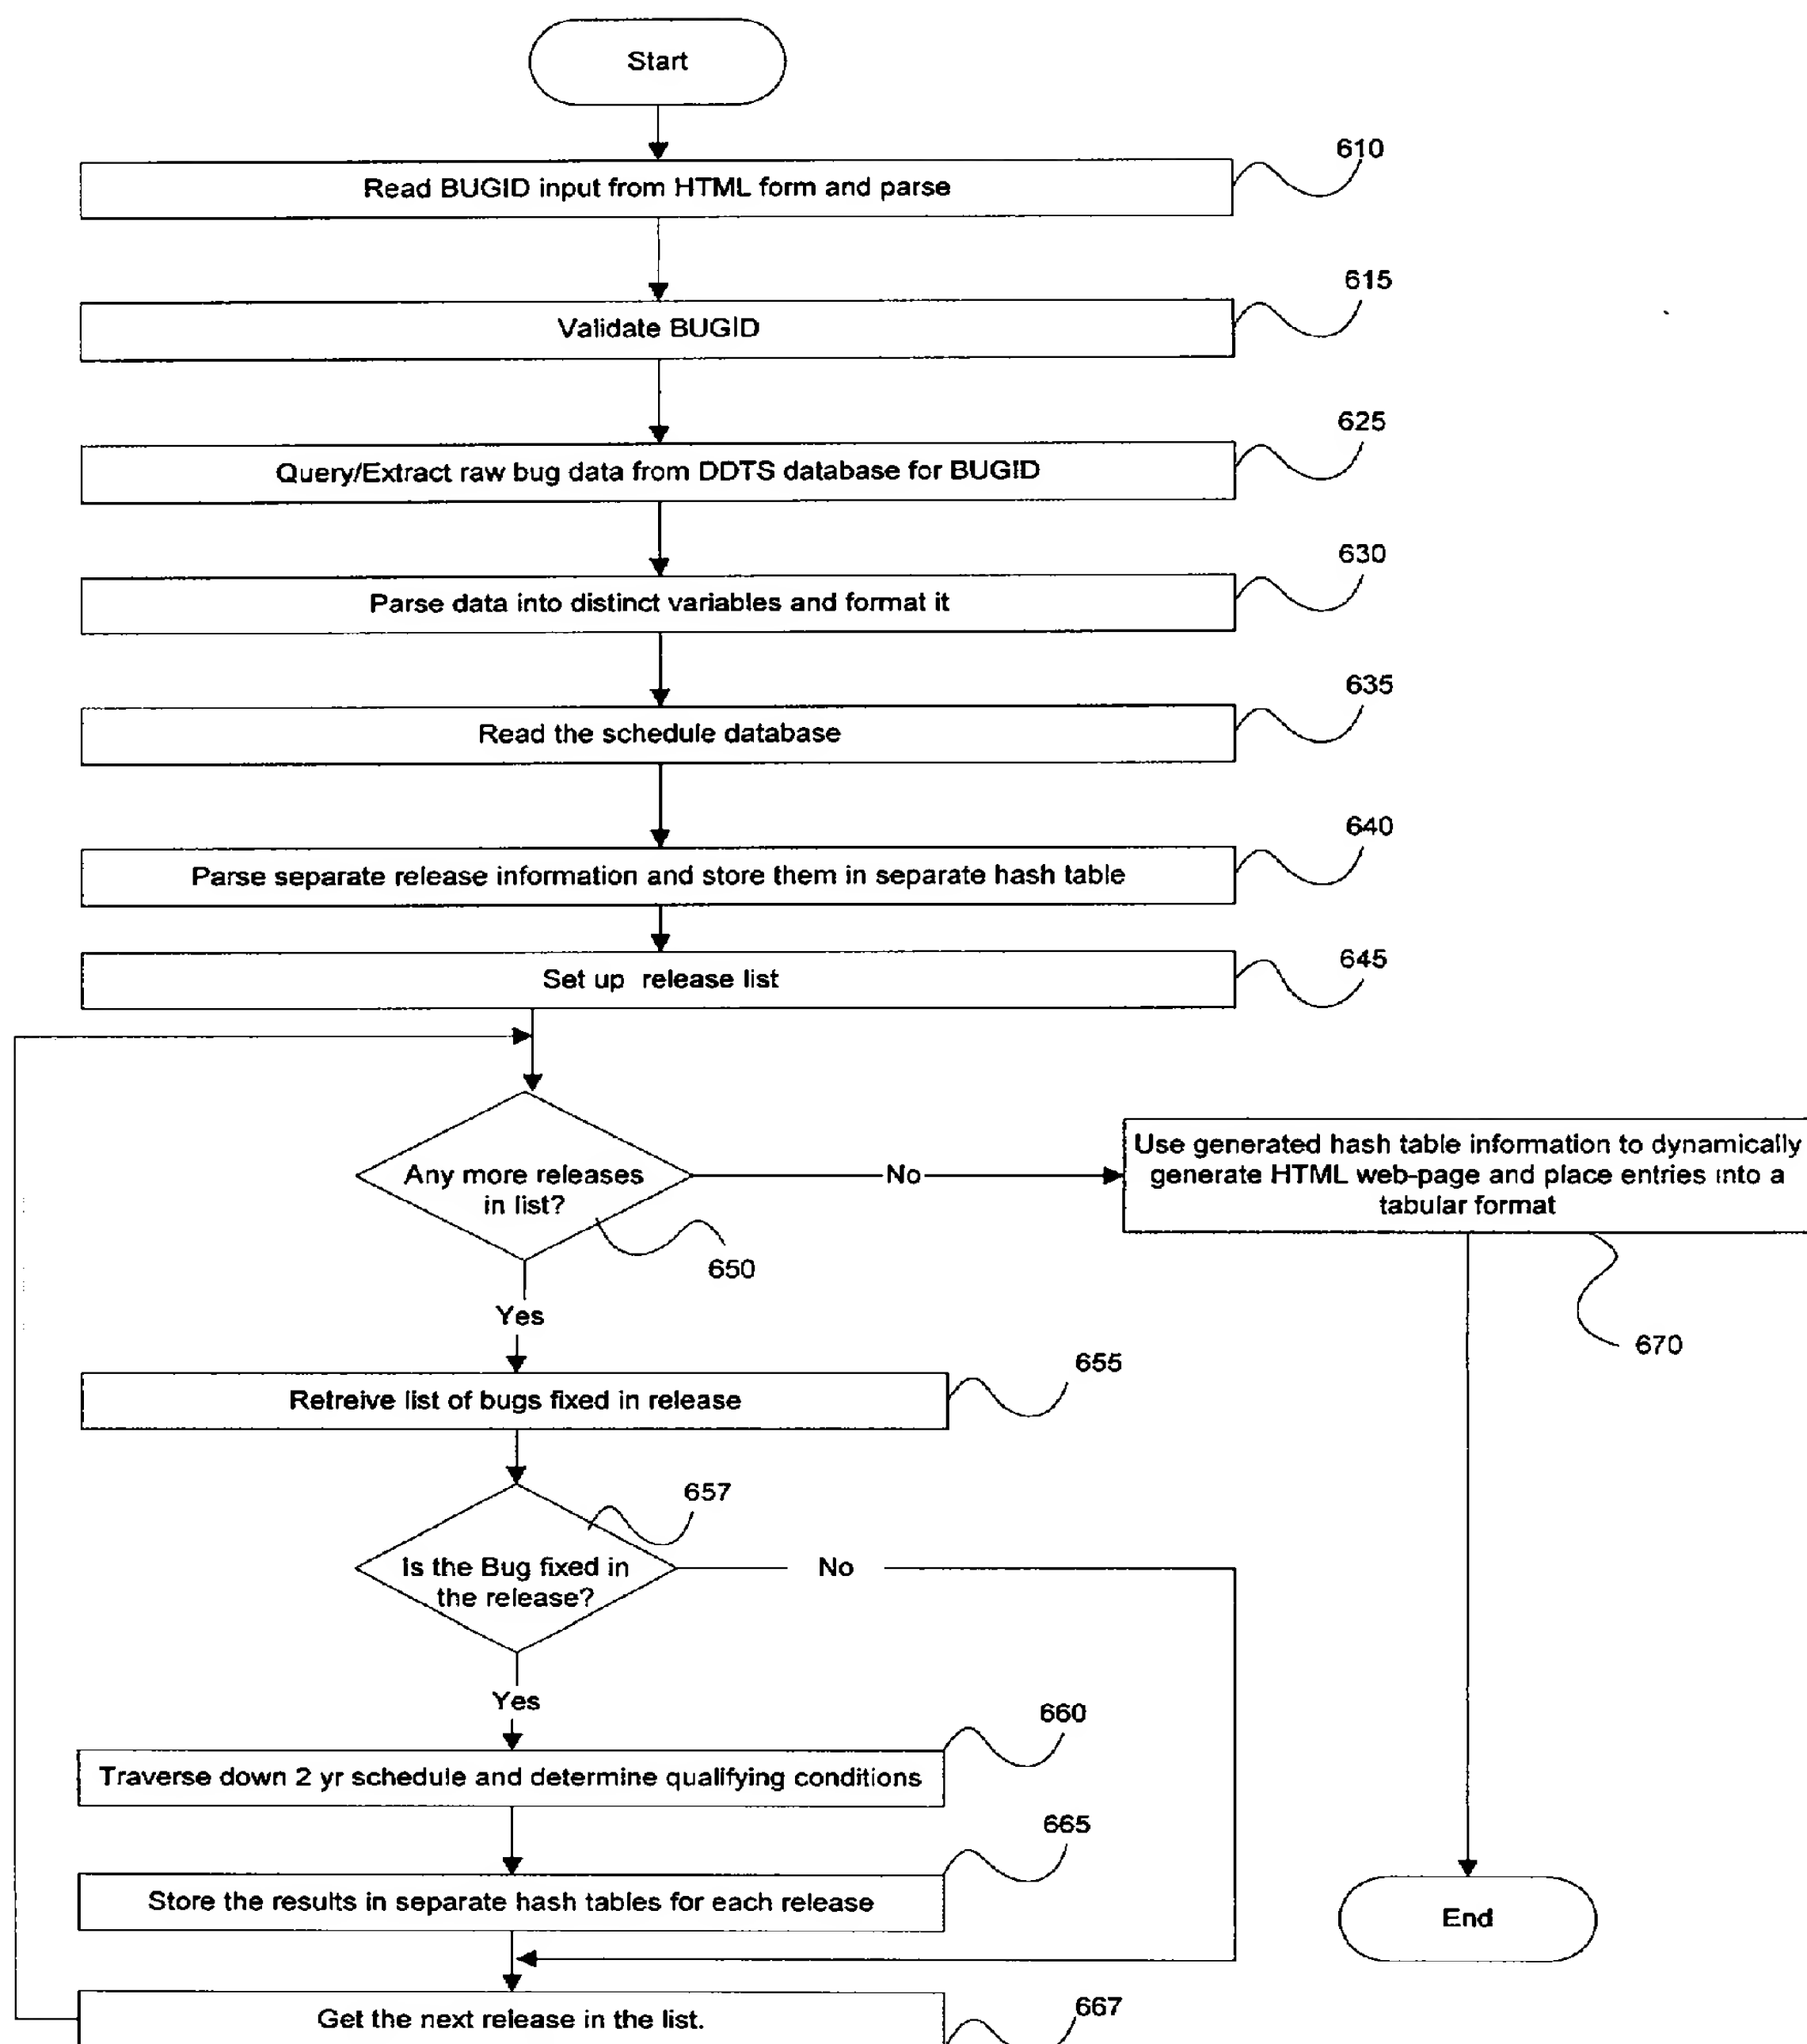 Start
610
Read BUGID input from HTML form and parse
615
Validate BUGID
625
Query/Extract raw bug data from DDTS database for BUGID
630
Parse data into distinct variables and format it
635
Read the schedule database
640
Parse separate release information and store them in separate hash table
645
Set up release list
Any more releases
in list?
No
Use generated hash table information to dynamically
generate HTML web-page and place entries into a
tabular format
650
Yes
670
655
Retreive list of bugs fixed in release
657
Is the Bug fixed in
the release?
No
Yes
660
Traverse down 2 yr schedule and determine qualifying conditions
665
Store the results in separate hash tables for each release
End
667
Get the next release in the list.